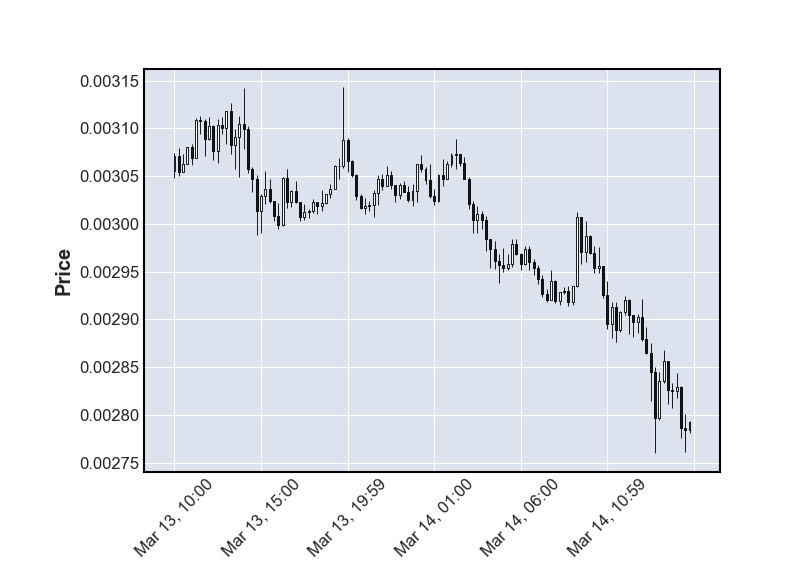 0.00315
0.00310
0.00305
0.00300
0.00295
0.00290
0.00285
0.00280
0.00275
Price
Mar 13, 10:00
Mar 13, 15:00
Mar 13, 19:59
Mar 14, 01:00
Mar 14, 06:00
Mar 14, 10:59